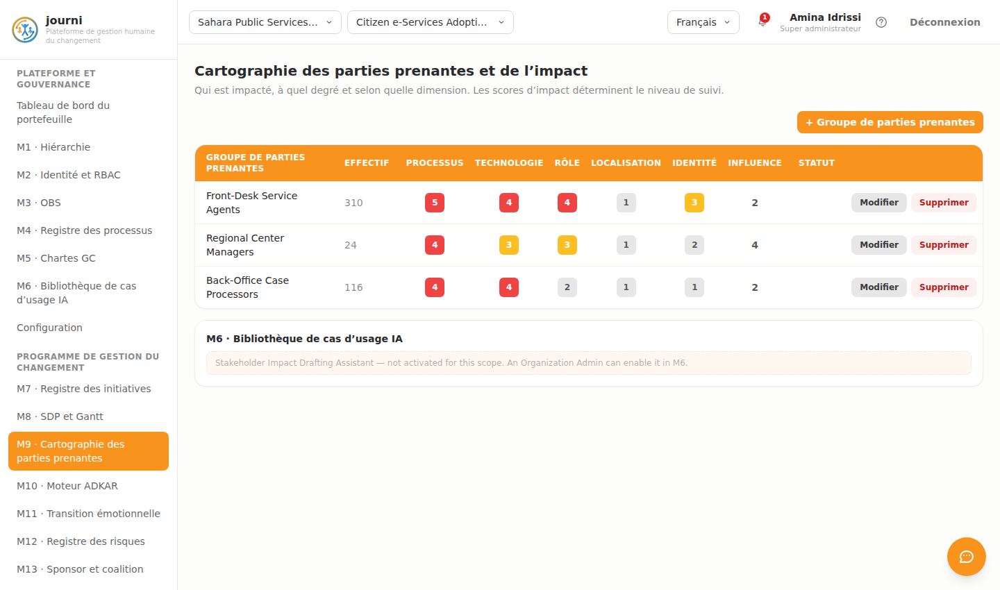 journi
Plateforme de gestion humaine
du changement
Sahara Public Services…
Citizen e-Services Adopti…
Français
1
Amina Idrissi
Super administrateur
Déconnexion
PLATEFORME ET
GOUVERNANCE
Tableau de bord du
portefeuille
M1 · Hiérarchie
M2 · Identité et RBAC
M3 · OBS
M4 · Registre des processus
M5 · Chartes GC
M6 · Bibliothèque de cas
d’usage IA
Configuration
PROGRAMME DE GESTION DU
CHANGEMENT
M7 · Registre des initiatives
M8 · SDP et Gantt
M9 · Cartographie des
parties prenantes
M10 · Moteur ADKAR
M11 · Transition émotionnelle
M12 · Registre des risques
M13 · Sponsor et coalition
Cartographie des parties prenantes et de l’impact
Qui est impacté, à quel degré et selon quelle dimension. Les scores d’impact déterminent le niveau de suivi.
+ Groupe de parties prenantes
GROUPE DE PARTIES
PRENANTES
EFFECTIF PROCESSUS TECHNOLOGIE RÔLE LOCALISATION IDENTITÉ INFLUENCE STATUT
Front-Desk Service
Agents
310 5 4 4 1 3 2 Modifier Supprimer
Regional Center
Managers
24 4 3 3 1 2 4 Modifier Supprimer
Back-Office Case
Processors
116 4 4 2 1 1 2 Modifier Supprimer
M6 · Bibliothèque de cas d’usage IA
Stakeholder Impact Drafting Assistant — not activated for this scope. An Organization Admin can enable it in M6.